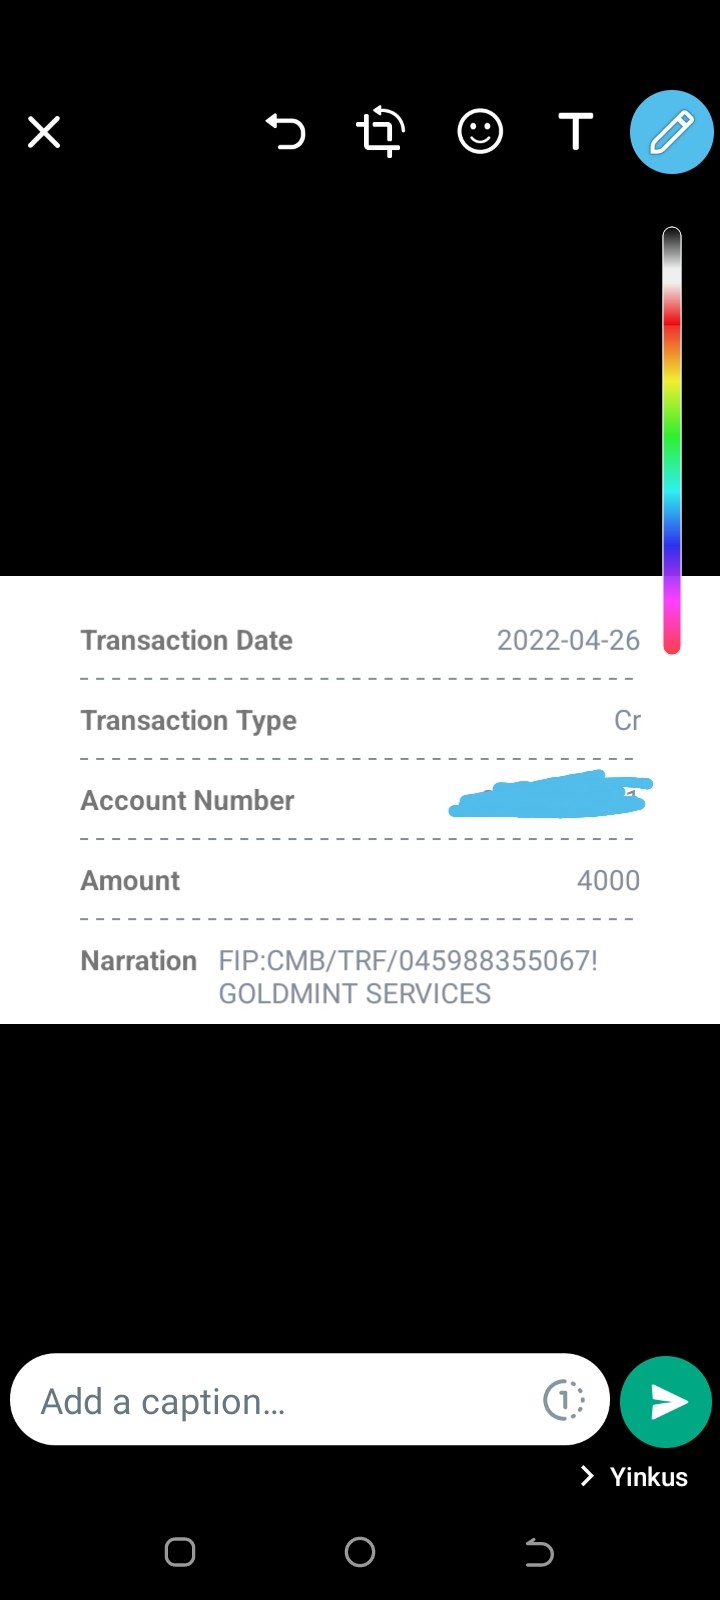 T
Transaction Date 2022-04-26
Transaction Type Cr
Account Number
Amount 4000
Narration FIP:CMB/TRF/045988355067!
GOLDMINT SERVICES
Add a caption... 1
Yinkus